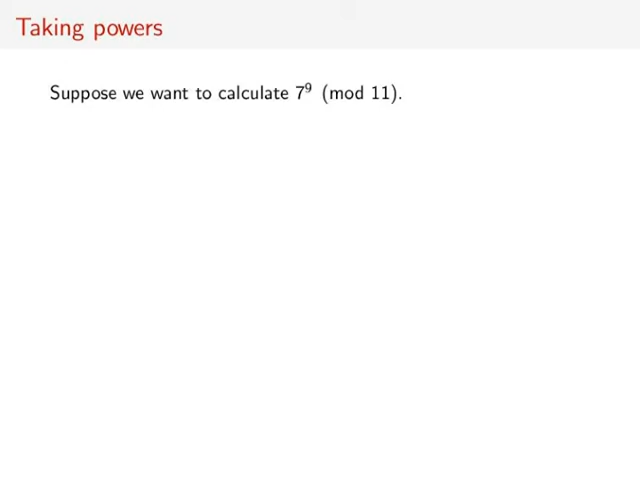 Taking powers
Suppose we want to calculate 7⁹ (mod 11).